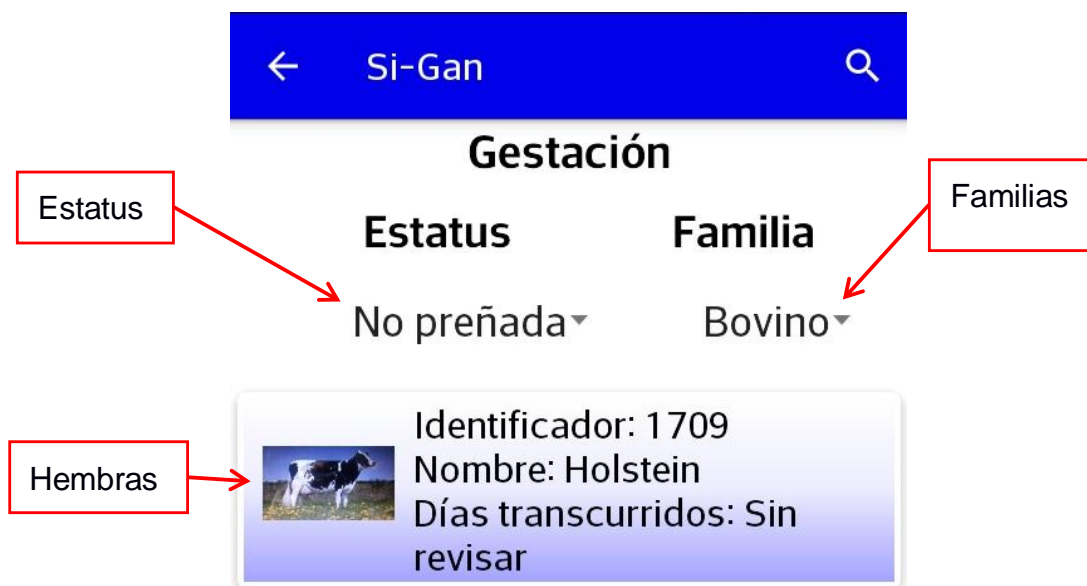 Si-Gan
Gestación
Estatus
Familias
Estatus
Familia
No preñada
Bovino
Hembras
Identificador: 1709
Nombre: Holstein
Días transcurridos: Sin
revisar